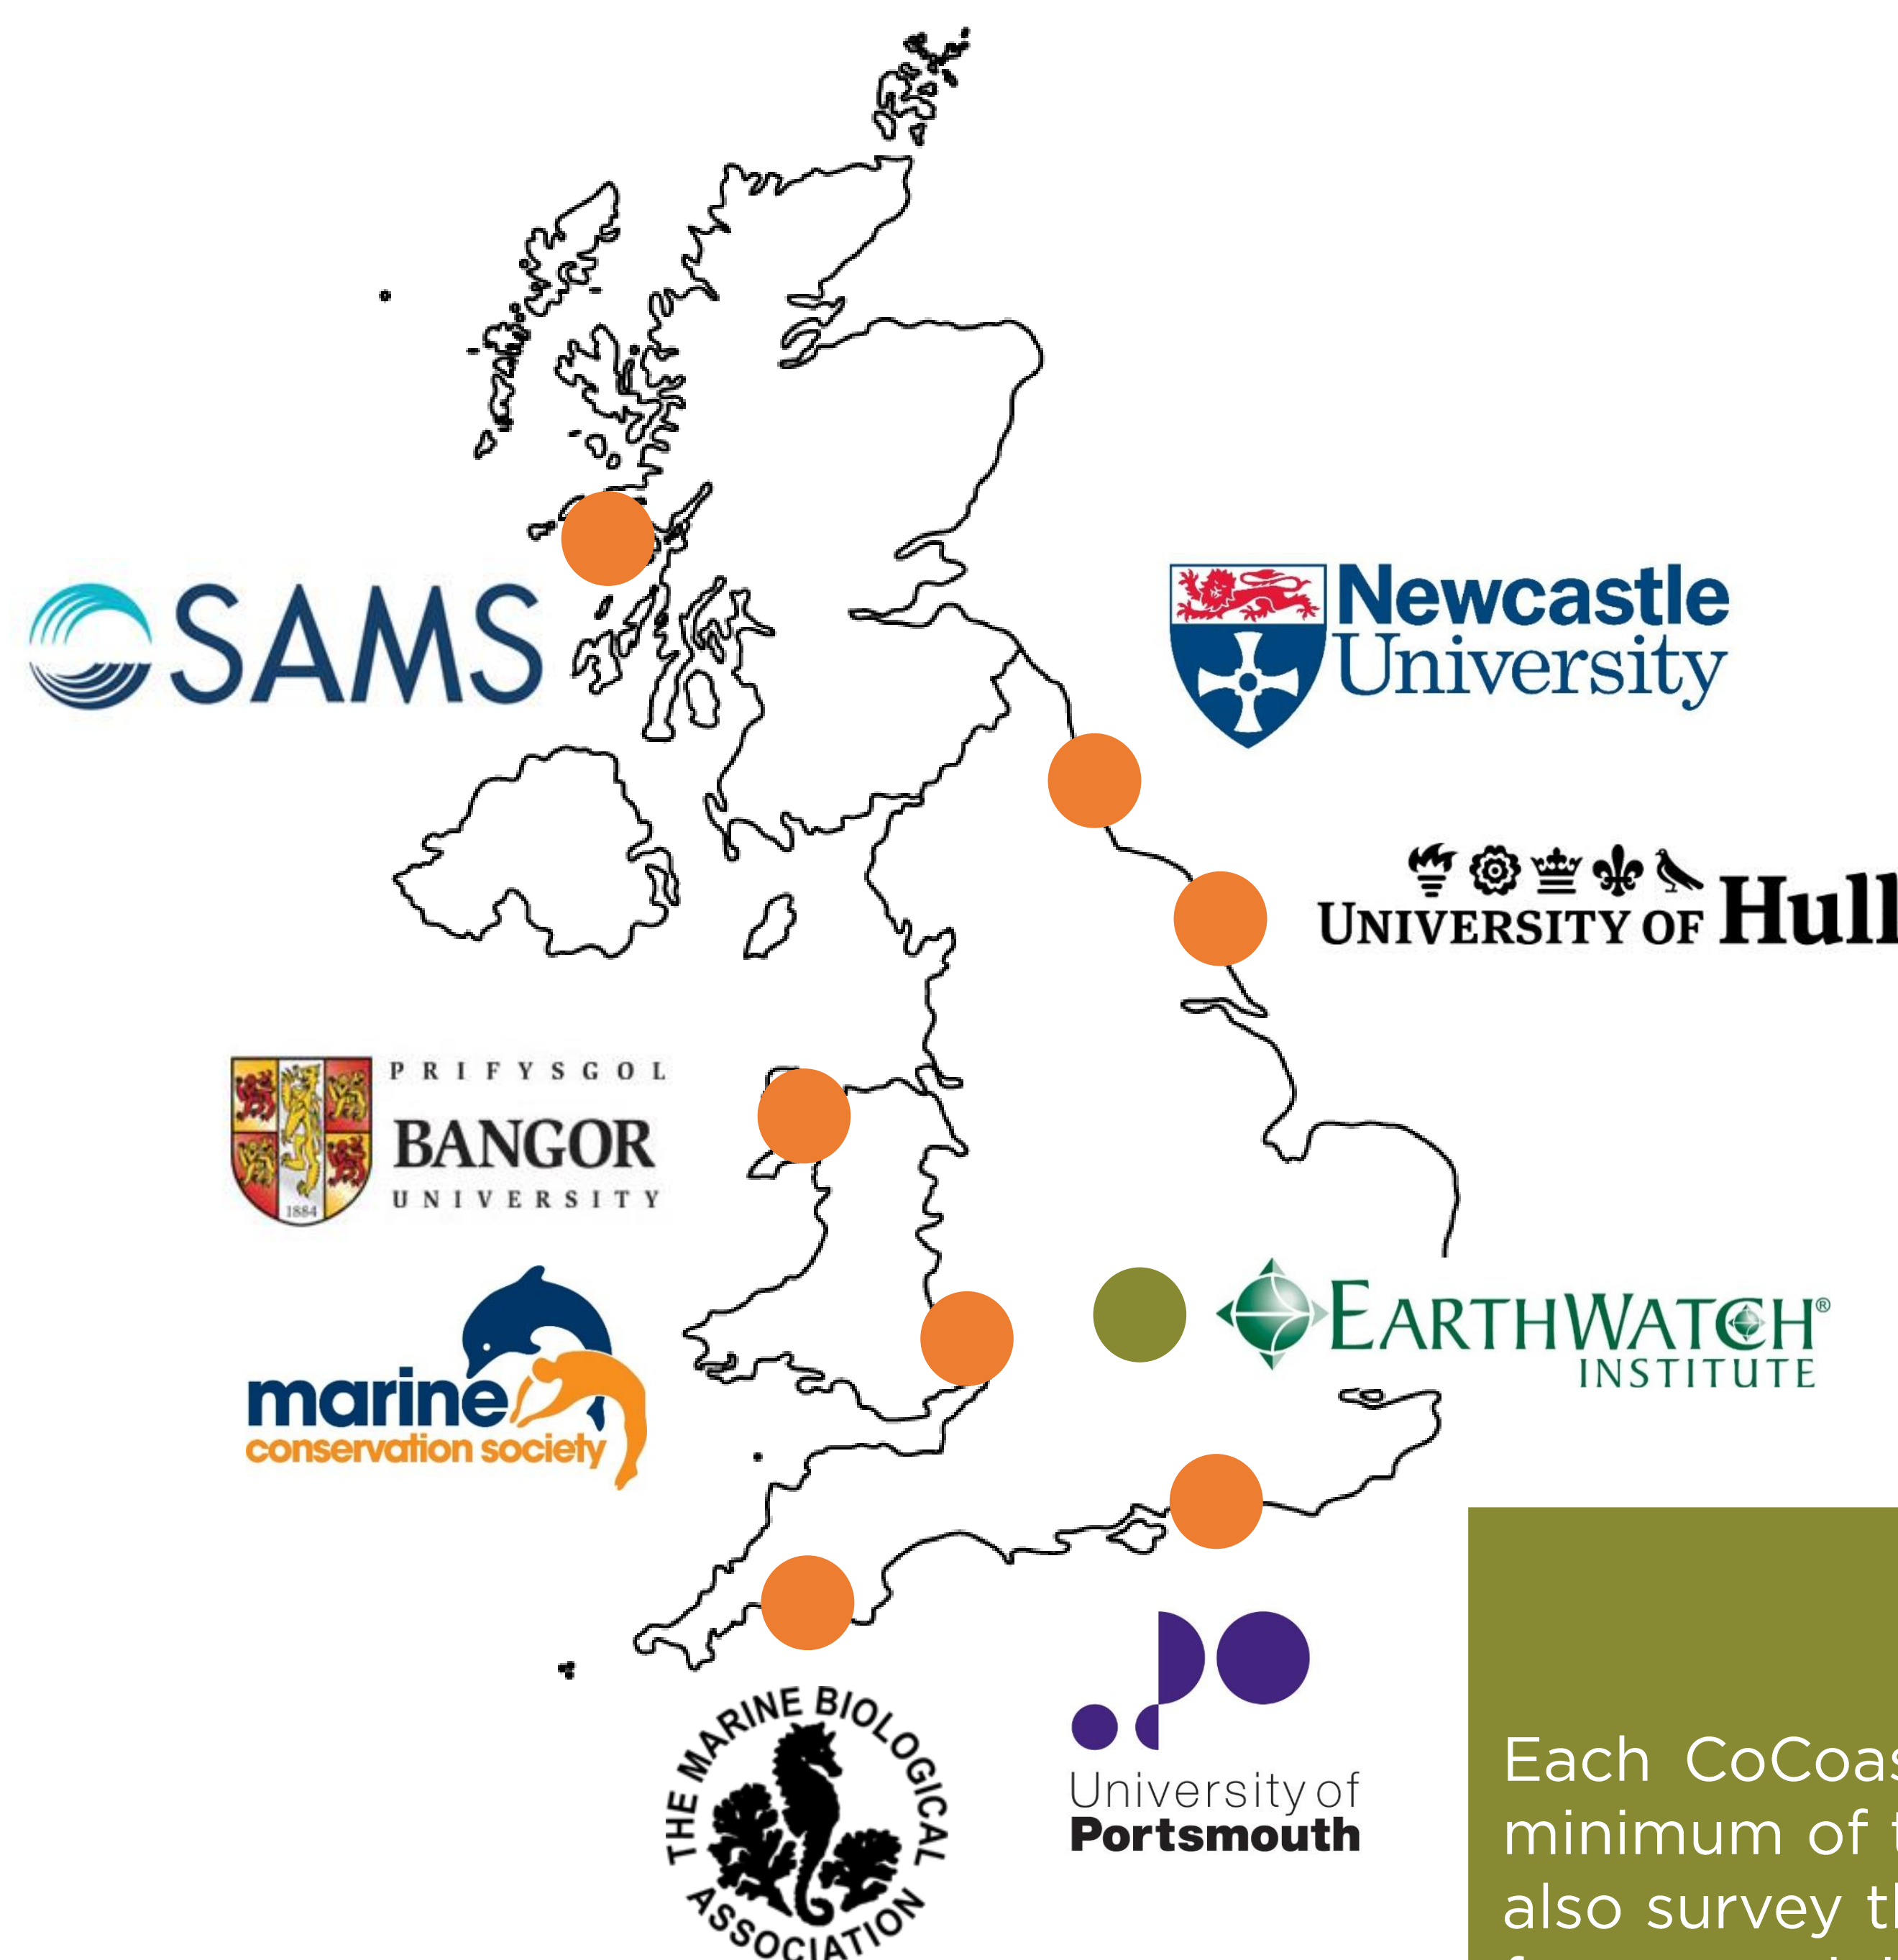 SAMS
Newcastle
University
UNIVERSITY OF Hull
PRIFYSGOL
BANGOR
UNIVERSITY
1884
EARTHWATCH®
INSTITUTE
marine
conservation society
THE MARINE BIOLOGICAL
ASSOCIATION
University of
Portsmouth
Each CoCoas
minimum of
also survey